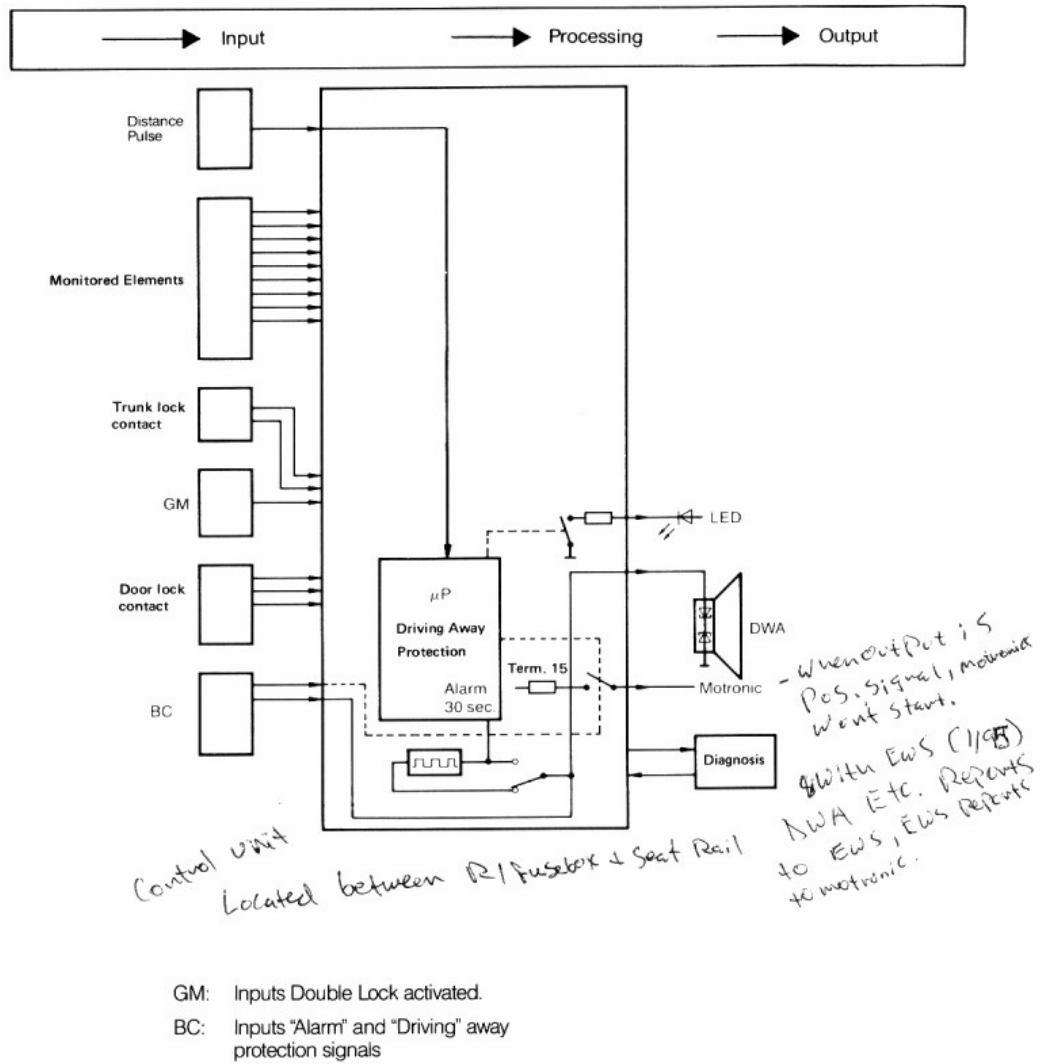 Input
Processing
Output
Distance
Pulse
Monitored Elements
Trunk lock
contact
GM
Door lock
contact
BC
μP
Driving Away
Protection
Alarm
30 sec.
Term. 15
LED
DWA
Motronic
Diagnosis
- when output is
Pos. signal, motronic
won't start.
With EWS (1/95)
DWA Etc. Reports
to EWS, EWS Reports
to motronic.
Control unit
Located between R/fusebox + Seat Rail
GM: Inputs Double Lock activated.
BC: Inputs "Alarm" and "Driving" away
protection signals